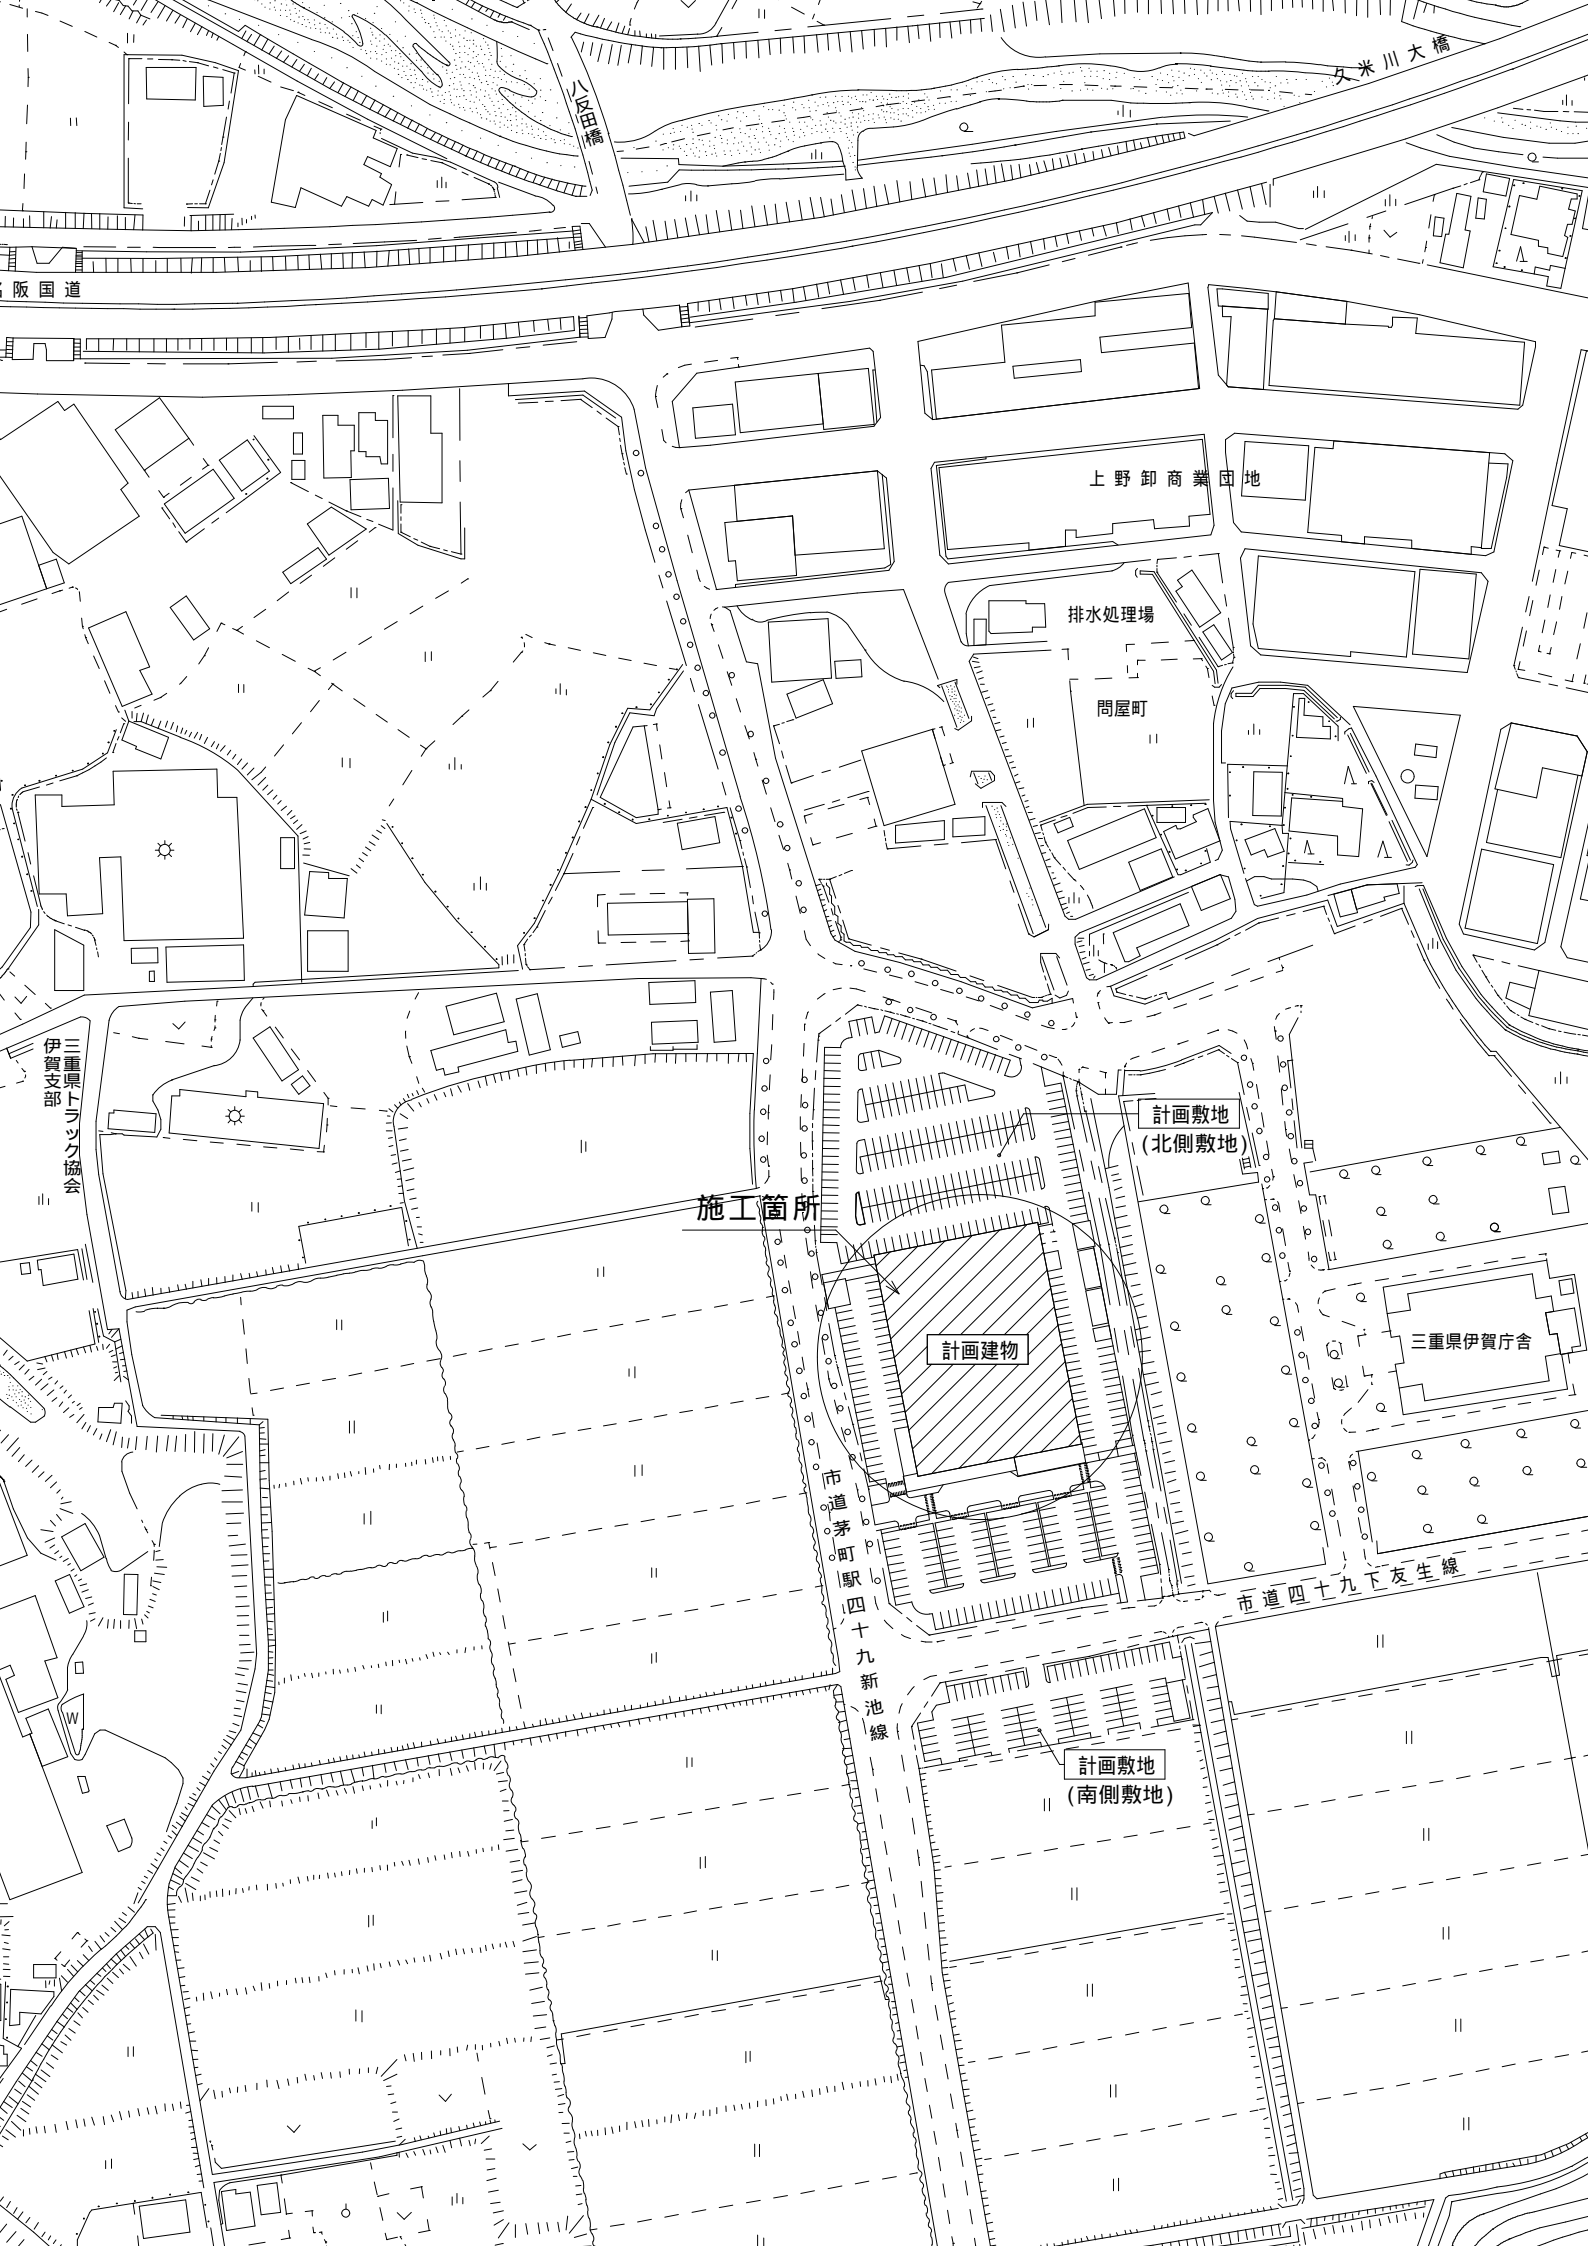 久米川大橋
八反田橋
阪国道
上野卸商業団地
排水処理場
問屋町
三重県トラック協会
伊賀支部
計画敷地
(北側敷地)
施工箇所
計画建物
三重県伊賀庁舎
市道茅町駅四十九新池線
市道四十九下友生線
W
計画敷地
(南側敷地)